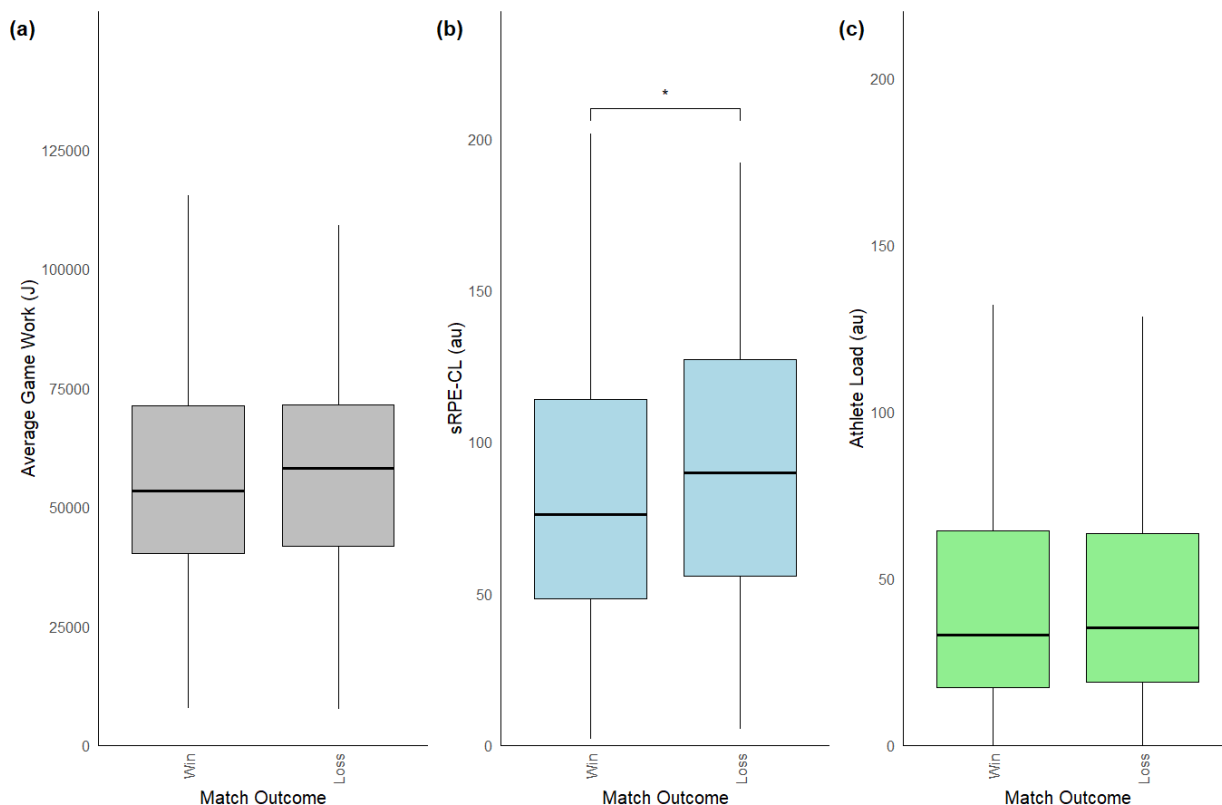 (a)
Average Game Work (J)
125000
100000
75000
50000
25000
0
Win
Loss
Match Outcome
(b)
sRPE-CL (au)
200
150
100
50
0
*
Win
Loss
Match Outcome
(c)
Athlete Load (au)
200
150
100
50
0
Win
Loss
Match Outcome